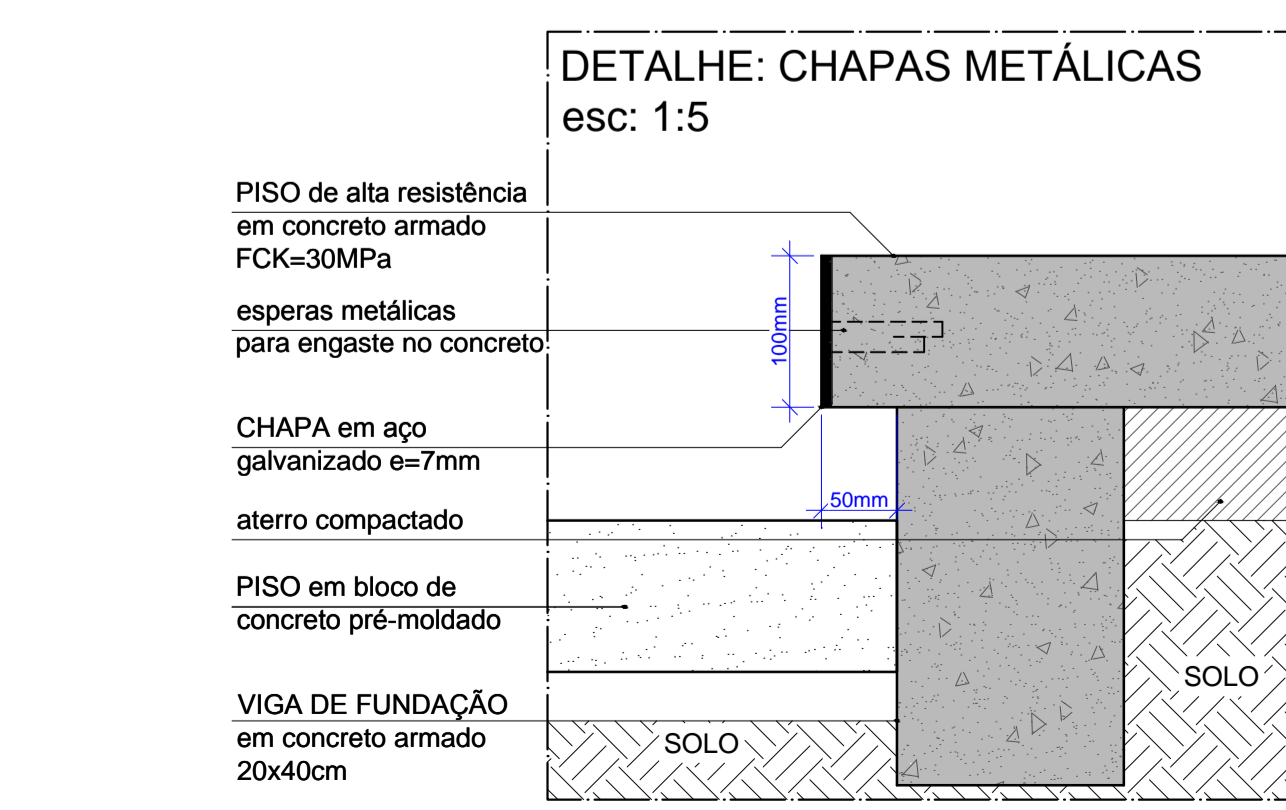 DETALHE: CHAPAS METÁLICAS
esc: 1:5
PISO de alta resistência
em concreto armado
FCK=30MPa
esperas metálicas
para engaste no concreto
100mm
CHAPA em aço
galvanizado e=7mm
50mm
aterro compactado
PISO em bloco de
concreto pré-moldado
SOLO
VIGA DE FUNDAÇÃO
em concreto armado
20x40cm
SOLO